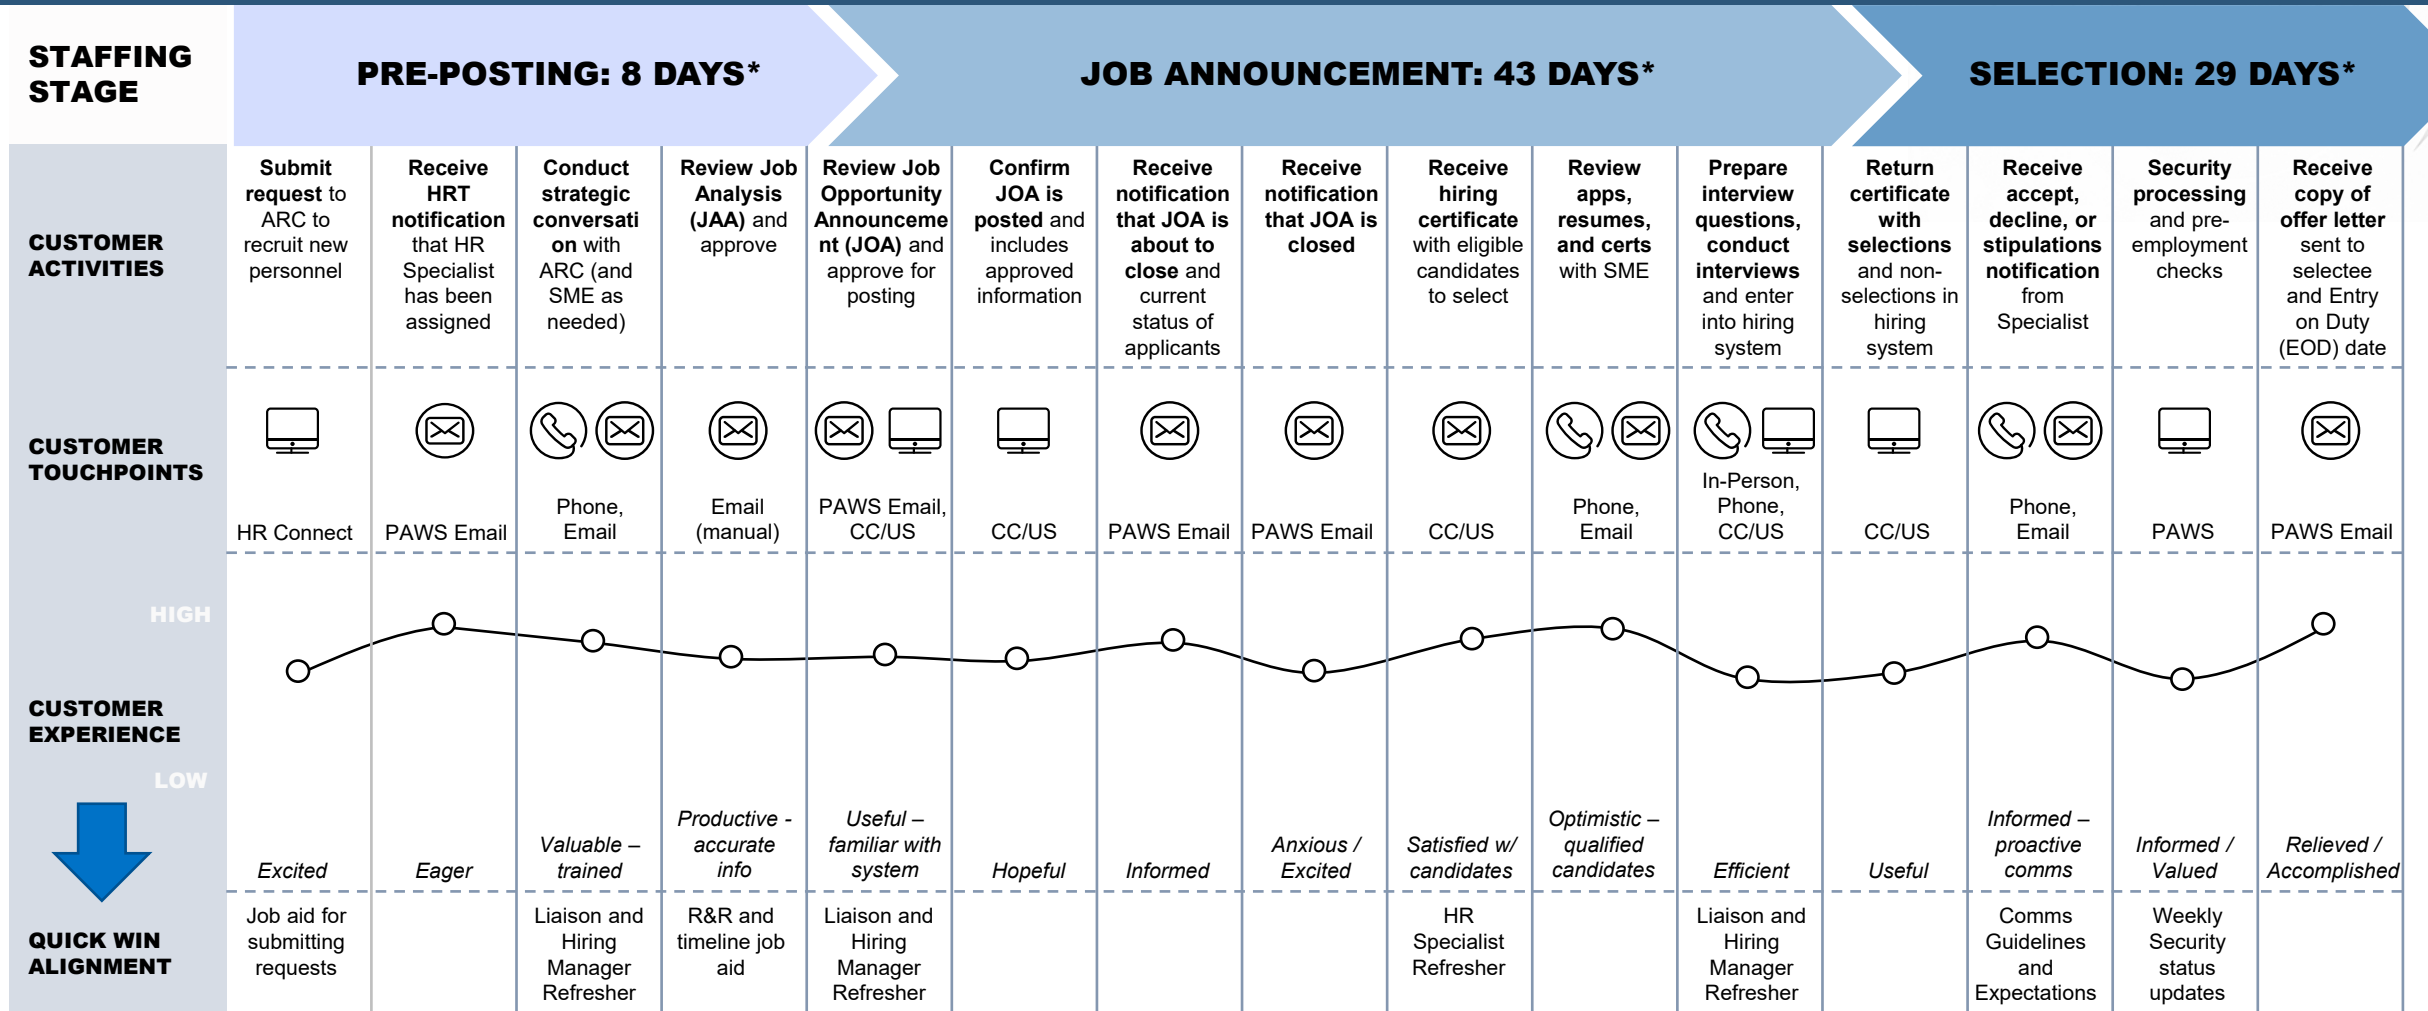 STAFFING
STAGE
PRE-POSTING: 8 DAYS*
JOB ANNOUNCEMENT: 43 DAYS*
SELECTION: 29 DAYS*
CUSTOMER
ACTIVITIES
Submit
request to
ARC to
recruit new
personnel
Receive
HRT
notification
that HR
Specialist
has been
assigned
Conduct
strategic
conversati
on with
ARC (and
SME as
needed)
Review Job
Analysis
(JAA) and
approve
Review Job
Opportunity
Announceme
nt (JOA) and
approve for
posting
Confirm
JOA is
posted and
includes
approved
information
Receive
notification
that JOA is
about to
close and
current
status of
applicants
Receive
notification
that JOA is
closed
Receive
hiring
certificate
with eligible
candidates
to select
Review
apps,
resumes,
and certs
with SME
Prepare
interview
questions,
conduct
interviews
and enter
into hiring
system
Return
certificate
with
selections
and non-
selections in
hiring
system
Receive
accept,
decline, or
stipulations
notification
from
Specialist
Security
processing
and pre-
employment
checks
Receive
copy of
offer letter
sent to
selectee
and Entry
on Duty
(EOD) date
CUSTOMER
TOUCHPOINTS
HR Connect
PAWS Email
Phone,
Email
Email
(manual)
PAWS Email,
CC/US
CC/US
PAWS Email
PAWS Email
CC/US
Phone,
Email
In-Person,
Phone,
CC/US
CC/US
Phone,
Email
PAWS
PAWS Email
HIGH
CUSTOMER
EXPERIENCE
LOW
Excited
Eager
Valuable –
trained
Productive -
accurate
info
Useful –
familiar with
system
Hopeful
Informed
Anxious /
Excited
Satisfied w/
candidates
Optimistic –
qualified
candidates
Efficient
Useful
Informed –
proactive
comms
Informed /
Valued
Relieved /
Accomplished
QUICK WIN
ALIGNMENT
Job aid for
submitting
requests
Liaison and
Hiring
Manager
Refresher
R&R and
timeline job
aid
Liaison and
Hiring
Manager
Refresher
HR
Specialist
Refresher
Liaison and
Hiring
Manager
Refresher
Comms
Guidelines
and
Expectations
Weekly
Security
status
updates